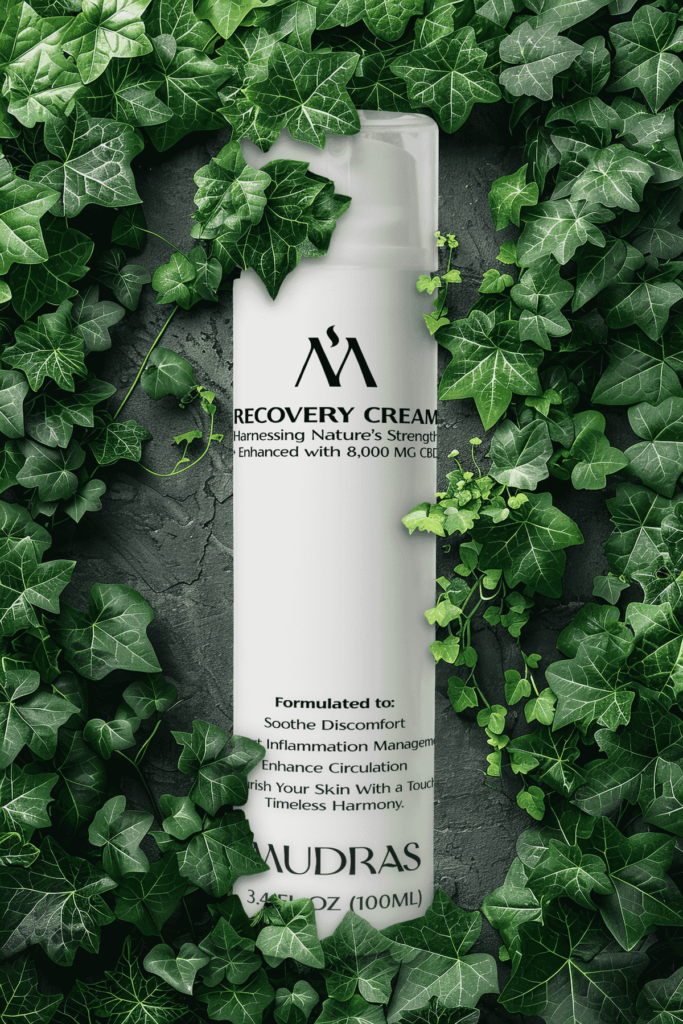 RECOVERY CREAM
Harnessing Nature's Strength
Enhanced with 8,000 MG CBD
Formulated to:
Soothe Discomfort
Inflammation Management
Enhance Circulation
Your Skin With a Touch
Timeless Harmony.
MUDRAS
3.4 FL OZ (100ML)